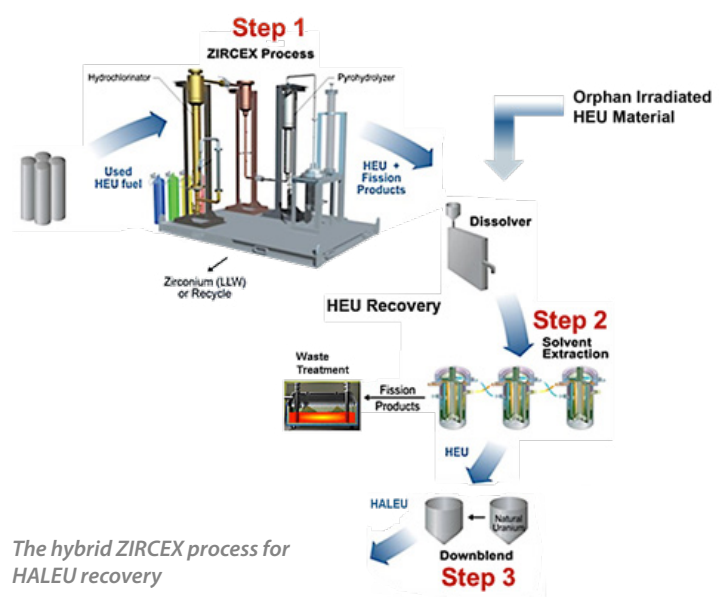 Step 1
ZIRCEX Process
Hydrochlorinator
Pyrohydrolyzer
Orphan Irradiated
HEU Material
Used
HEU fuel
HEU +
Fission
Products
Dissolver
Zirconium (LLW)
or Recycle
HEU Recovery
Step 2
Solvent
Extraction
Waste
Treatment
Fission
Products
HEU
HALEU
Natural
Uranium
Downblend
Step 3
The hybrid ZIRCEX process for
HALEU recovery